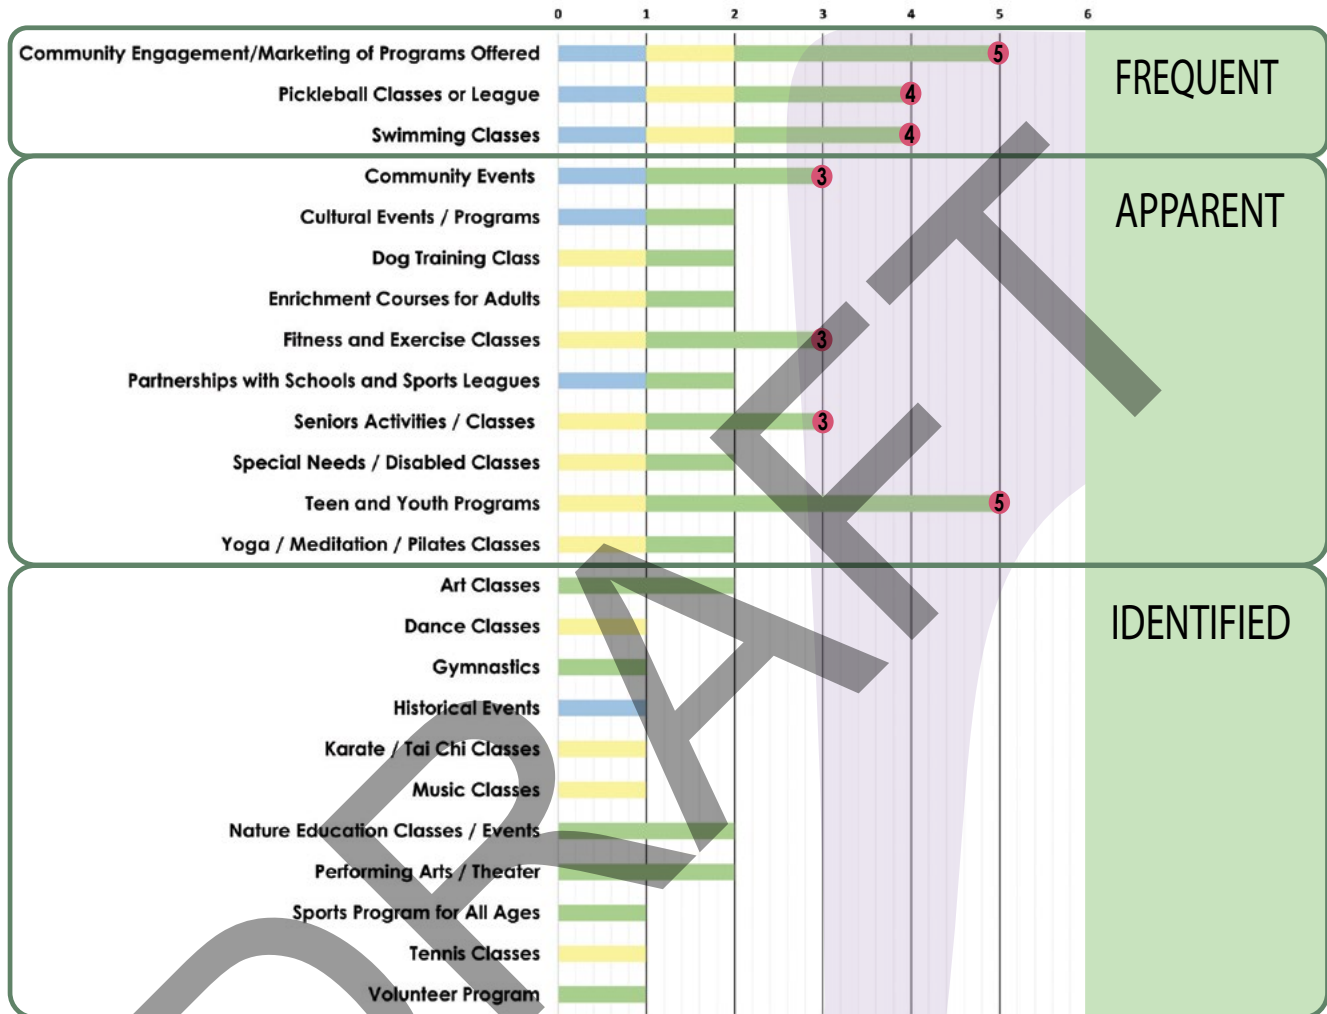 0 1 2 3 4 5 6
Community Engagement/Marketing of Programs Offered 5
FREQUENT
Pickleball Classes or League 4
Swimming Classes 4
Community Events 3
APPARENT
Cultural Events / Programs
Dog Training Class
Enrichment Courses for Adults
Fitness and Exercise Classes 3
Partnerships with Schools and Sports Leagues
Seniors Activities / Classes 3
Special Needs / Disabled Classes
Teen and Youth Programs 5
Yoga / Meditation / Pilates Classes
Art Classes
IDENTIFIED
Dance Classes
Gymnastics
Historical Events
Karate / Tai Chi Classes
Music Classes
Nature Education Classes / Events
Performing Arts / Theater
Sports Program for All Ages
Tennis Classes
Volunteer Program
DRAFT